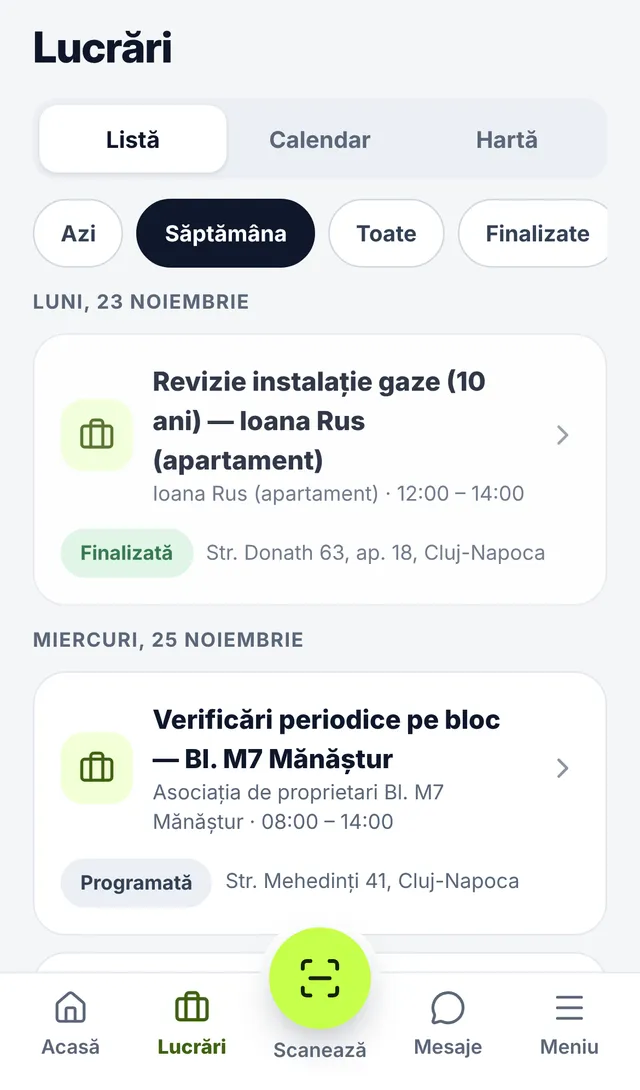 Lucrări
Listă
Calendar
Hartă
Azi
Săptămâna
Toate
Finalizate
LUNI, 23 NOIEMBRIE
Revizie instalație gaze (10
ani) — Ioana Rus
(apartament)
Ioana Rus (apartament) · 12:00 – 14:00
Finalizată
Str. Donath 63, ap. 18, Cluj-Napoca
MIERCURI, 25 NOIEMBRIE
Verificări periodice pe bloc
— Bl. M7 Mănăștur
Asociația de proprietari Bl. M7
Mănăștur · 08:00 – 14:00
Programată
Str. Mehedinți 41, Cluj-Napoca
Acasă
Lucrări
Scanează
Mesaje
Meniu